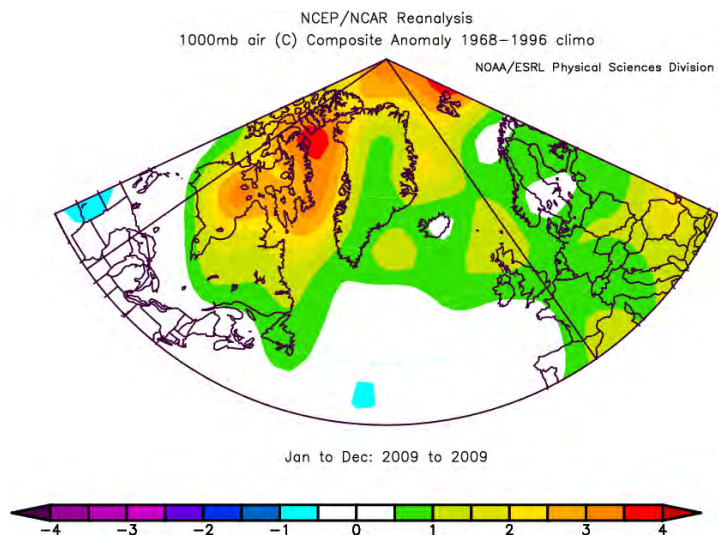 NCEP/NCAR Reanalysis
1000mb air (C) Composite Anomaly 1968-1996 climo
NOAA/ESRL Physical Sciences Division
Jan to Dec: 2009 to 2009
-4 -3 -2 -1 0 1 2 3 4